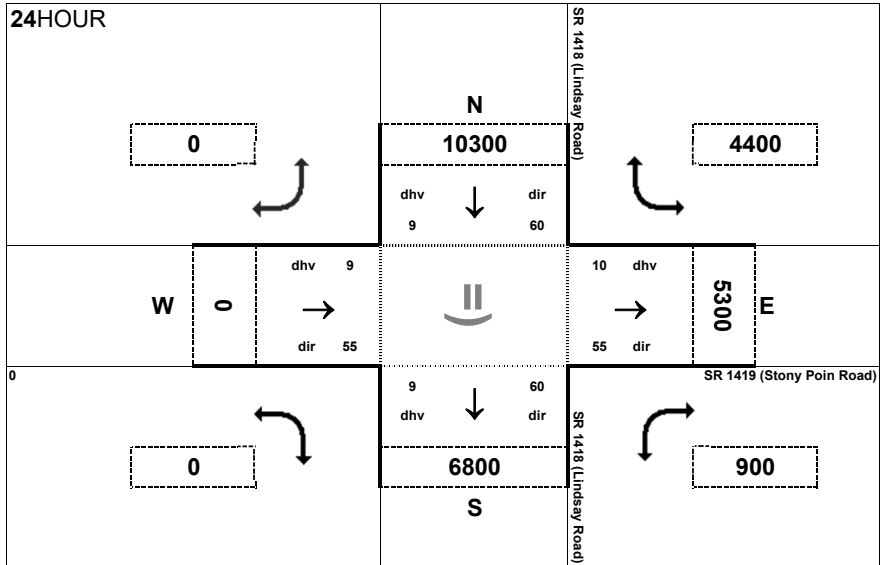 24HOUR
SR 1418 (Lindsay Road)
N
0
10300
4400
dhv
dir
9
60
dhv 9
10 dhv
W
0
=)
5300
E
dir 55
55 dir
0
SR 1419 (Stony Poin Road)
9
60
dhv
dir
SR 1418 (Lindsay Road)
0
6800
900
S